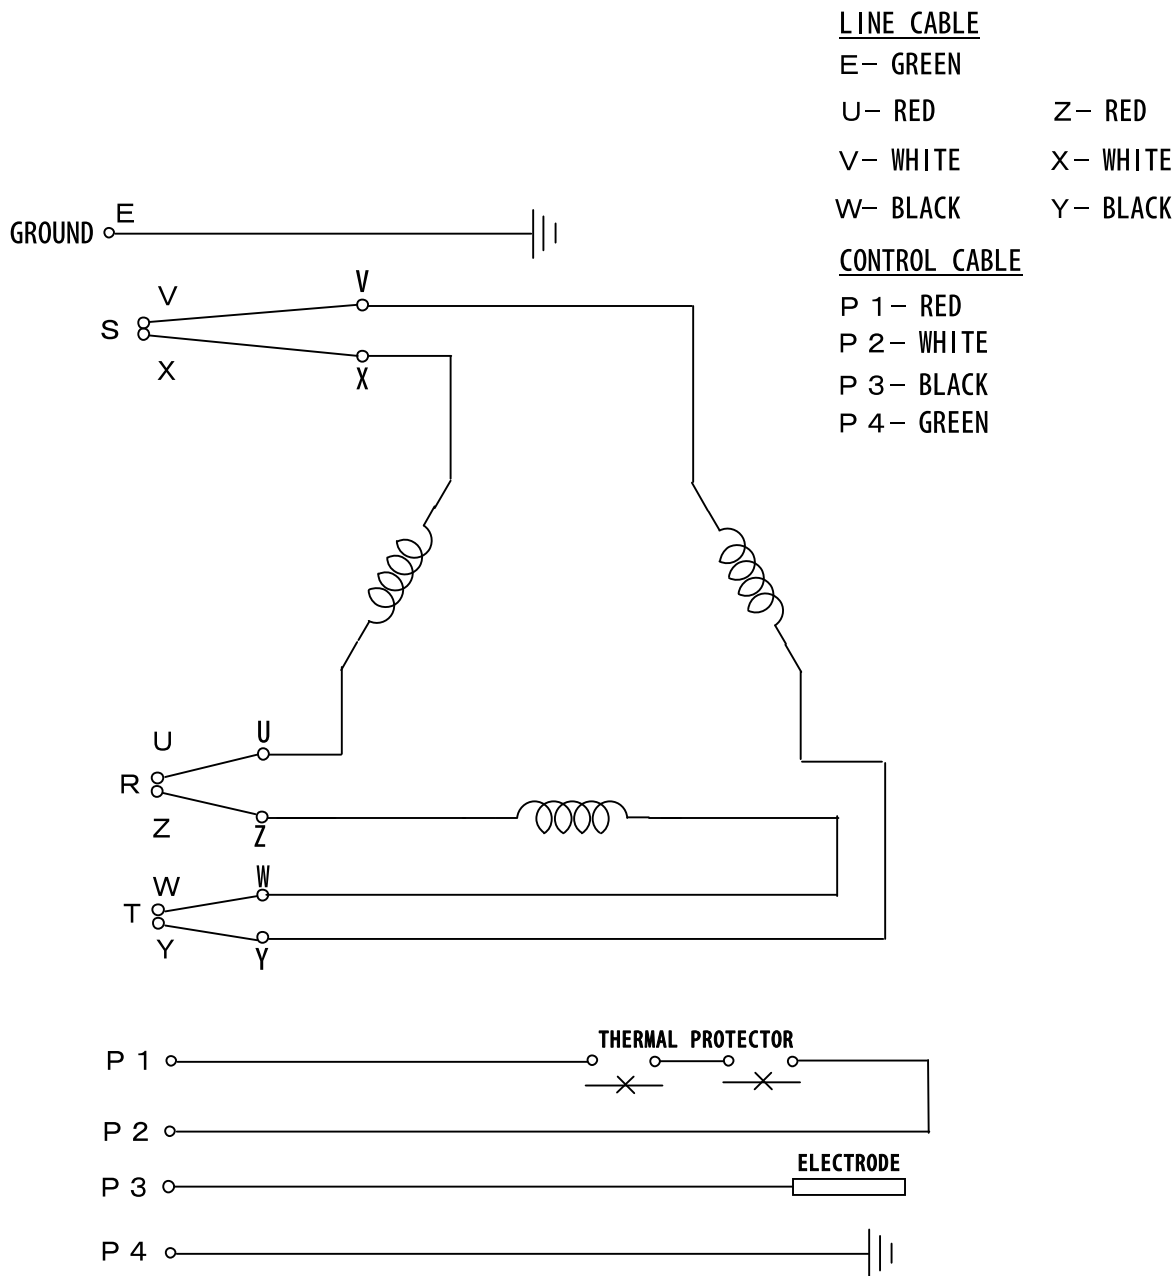 LINE CABLE
E- GREEN
U- RED Z- RED
V- WHITE X- WHITE
W- BLACK Y- BLACK
CONTROL CABLE
P 1- RED
P 2- WHITE
P 3- BLACK
P 4- GREEN
E
GROUND
V V
S
X X
U U
R
Z Z
W W
T
Y Y
THERMAL PROTECTOR
P 1
P 2
ELECTRODE
P 3
P 4